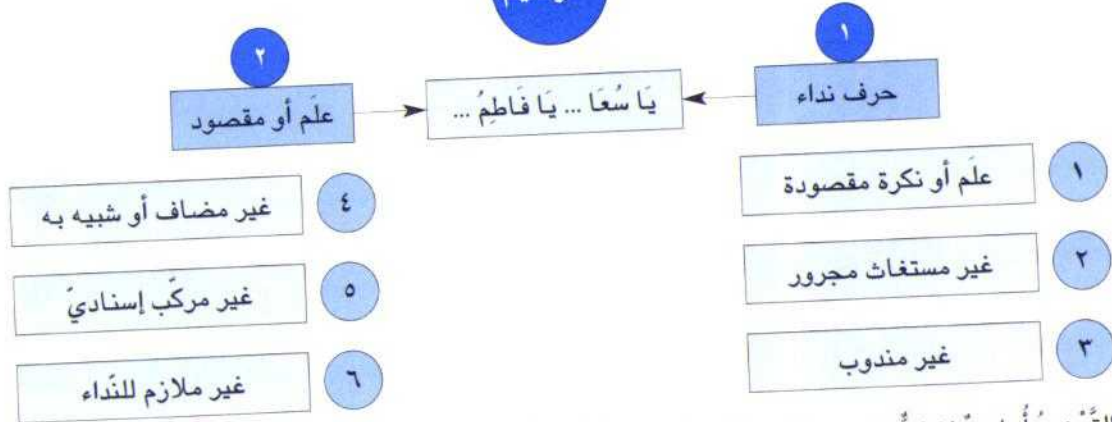 ١
٢
حرف نداء
يَا سُعَا ... يَا فَاطِمُ ...
علَم أو مقصود
١
علَم أو نكرة مقصودة
٢
غير مستغاث مجرور
٣
غير مندوب
٤
غير مضاف أو شبيه به
٥
غير مركّب إسناديّ
٦
غير ملازم للنّداء